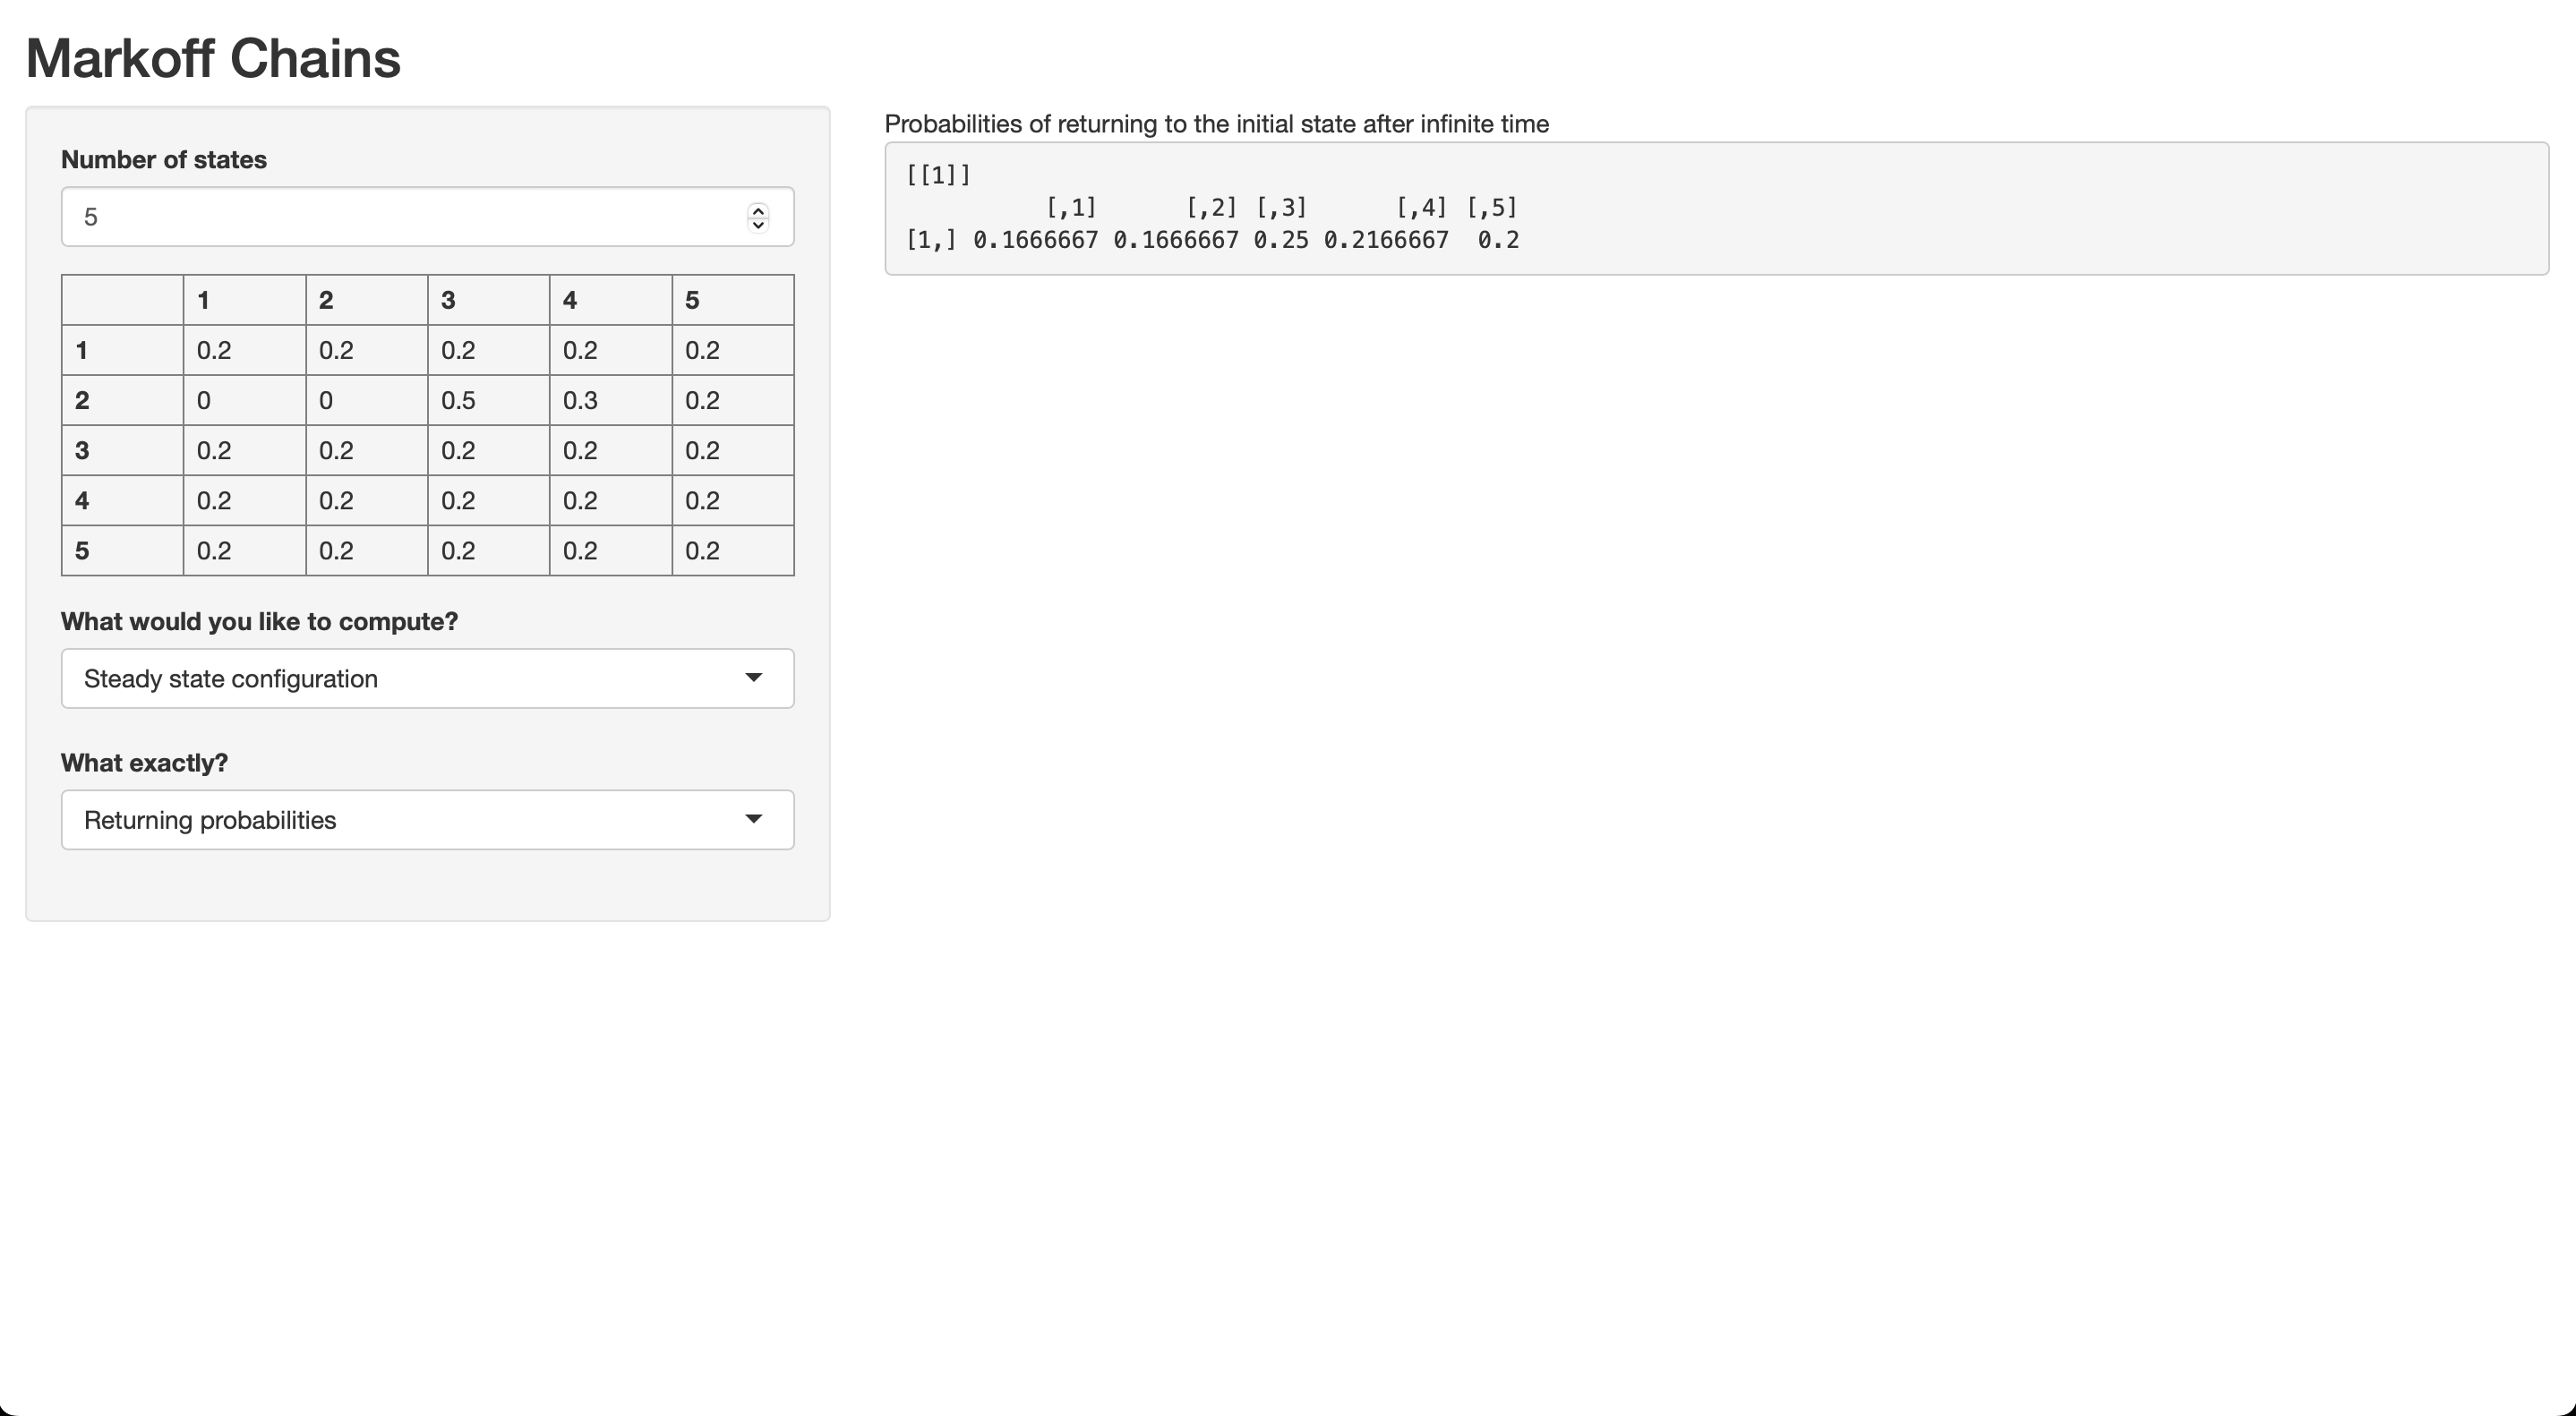 Markoff Chains
Number of states
5
1 2 3 4 5
1 0.2 0.2 0.2 0.2 0.2
2 0 0 0.5 0.3 0.2
3 0.2 0.2 0.2 0.2 0.2
4 0.2 0.2 0.2 0.2 0.2
5 0.2 0.2 0.2 0.2 0.2
What would you like to compute?
Steady state configuration
What exactly?
Returning probabilities
Probabilities of returning to the initial state after infinite time
[[1]]
[,1] [,2] [,3] [,4] [,5]
[1,] 0.1666667 0.1666667 0.25 0.2166667 0.2